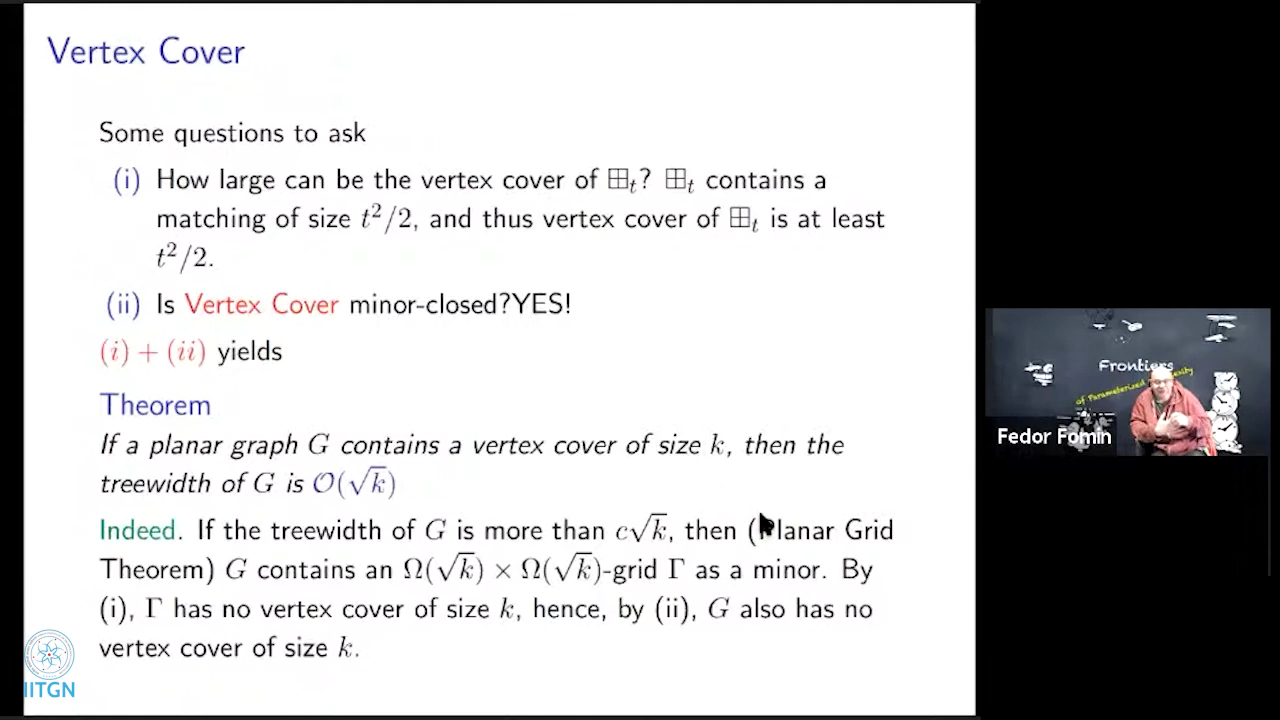 Vertex Cover
Some questions to ask
(i) How large can be the vertex cover of ⊞ₜ? ⊞ₜ contains a
matching of size t²/2, and thus vertex cover of ⊞ₜ is at least
t²/2.
(ii) Is Vertex Cover minor-closed?YES!
(i) + (ii) yields
Theorem
If a planar graph G contains a vertex cover of size k, then the
treewidth of G is 𝒪(√k)
Indeed. If the treewidth of G is more than c√k, then (Planar Grid
Theorem) G contains an Ω(√k) × Ω(√k)-grid Γ as a minor. By
(i), Γ has no vertex cover of size k, hence, by (ii), G also has no
vertex cover of size k.
IITGN
Frontiers
of Parameterized
Fedor Fomin